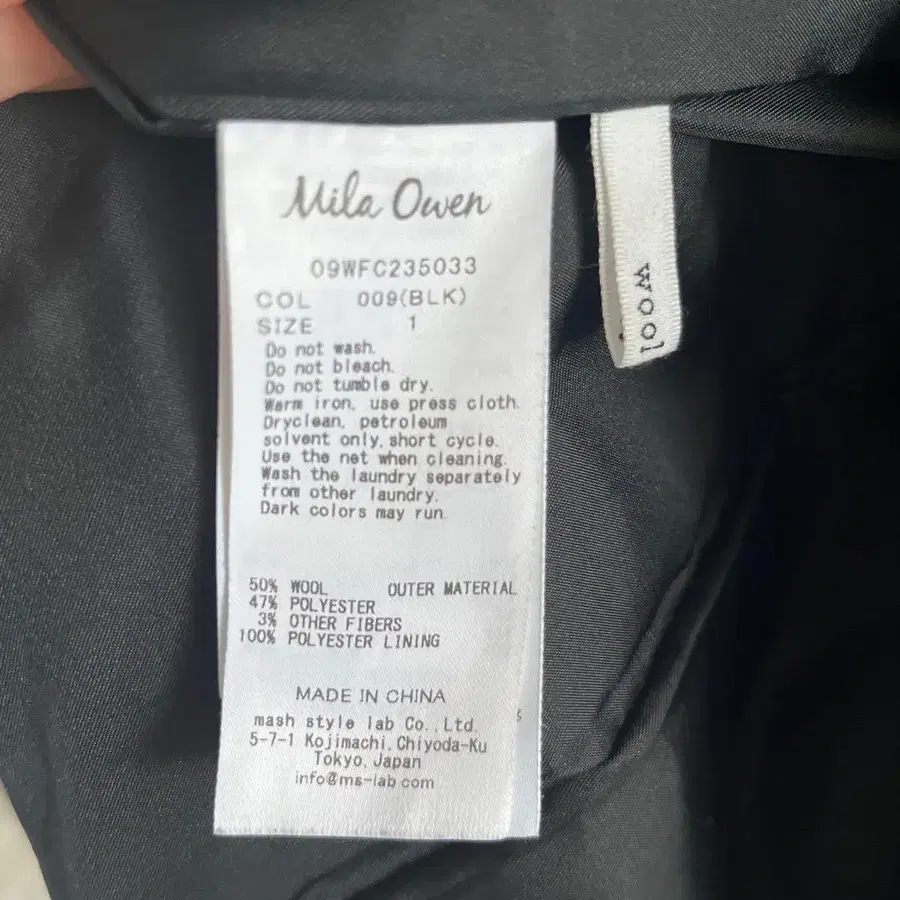 Mila Owen
09WFC235033
COL 009(BLK)
SIZE 1
Do not wash.
Do not bleach.
Do not tumble dry.
Warm iron, use press cloth.
Dryclean, petroleum
solvent only, short cycle.
Use the net when cleaning.
Wash the laundry separately
from other laundry.
Dark colors may run.
50% WOOL OUTER MATERIAL
47% POLYESTER
3% OTHER FIBERS
100% POLYESTER LINING
MADE IN CHINA
mash style lab Co., Ltd.
5-7-1 Kojimachi, Chiyoda-Ku
Tokyo, Japan
info@ms-lab.com
wool